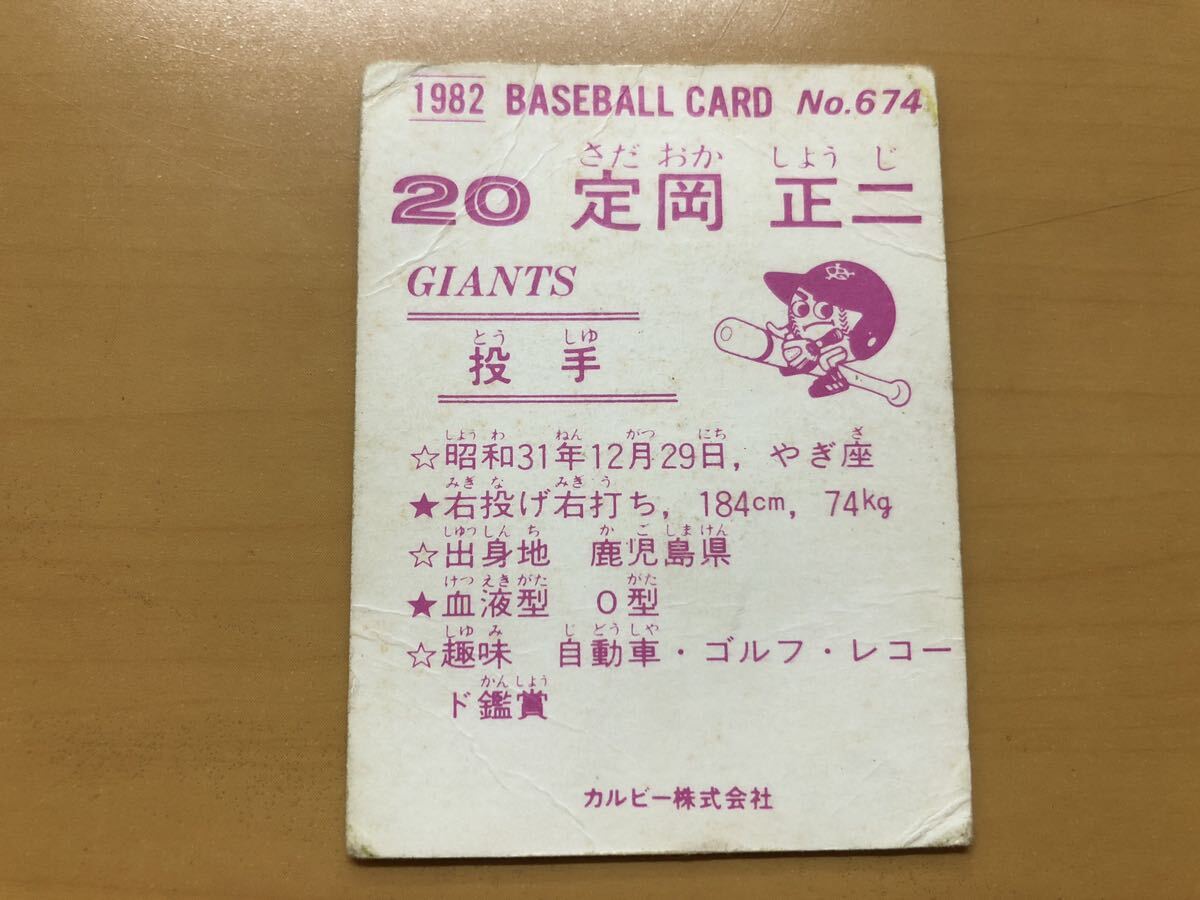 1982 BASEBALL CARD No.674
さだ おか しょう じ
20 定岡 正二
GIANTS
とう しゅ
投手
しょう わ ねん がつ にち ざ
☆昭和31年12月29日, やぎ座
みぎ な みぎ う
★右投げ右打ち, 184cm, 74kg
しゅつ しん ち か ご しま けん
☆出身地 鹿児島県
けつ えき がた がた
★血液型 O型
しゅ み じ どう しゃ
☆趣味 自動車・ゴルフ・レコー
かん しょう
ド鑑賞
カルビー株式会社